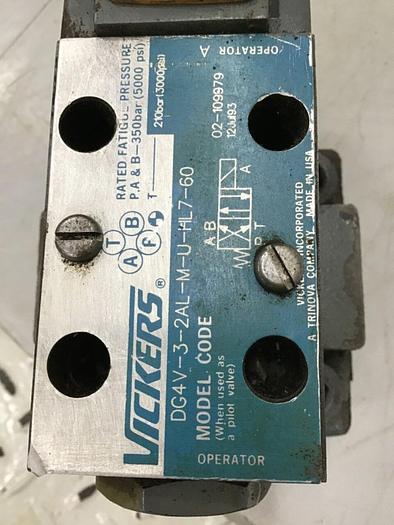 OPERATOR A
RATED FATIGUE PRESSURE
P.A & B–350bar (5000 psi)
T——210bar (3000psi)
T
A B
F
02-109979
12Jul93
A B
A
P T
VICKERS®
DG4V-3-2AL-M-U-HL7-60
MODEL CODE
(When used as
a pilot valve)
VICKERS INCORPORATED
A TRINOVA COMPANY MADE IN USA
OPERATOR